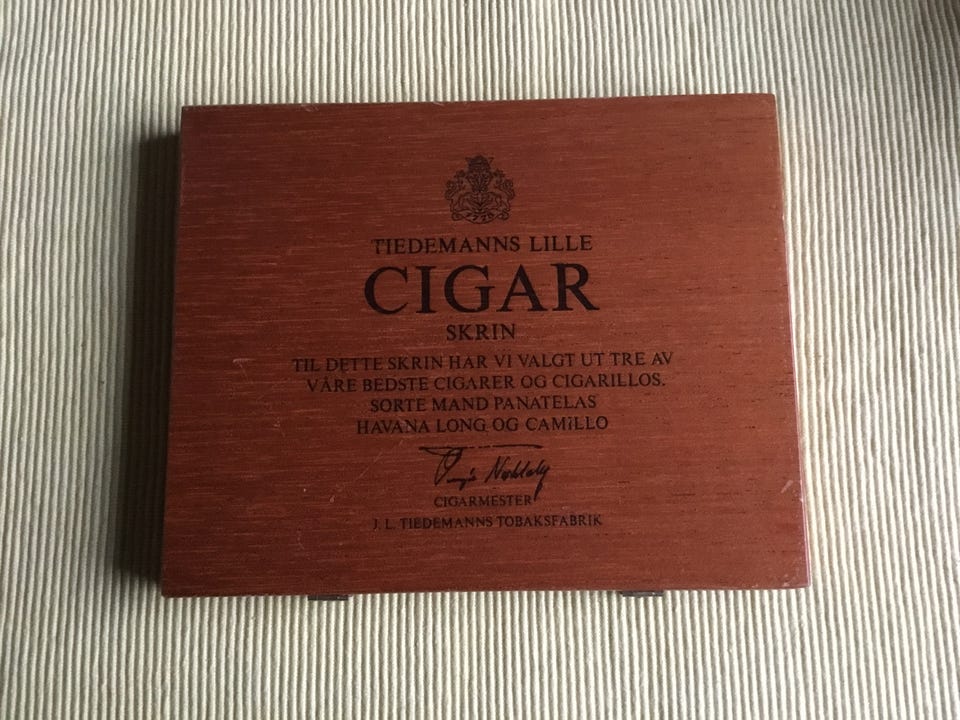 1778
TIEDEMANNS LILLE
CIGAR
SKRIN
TIL DETTE SKRIN HAR VI VALGT UT TRE AV
VÅRE BEDSTE CIGARER OG CIGARILLOS.
SORTE MAND PANATELAS
HAVANA LONG OG CAMILLO
CIGARMESTER
J. L. TIEDEMANNS TOBAKSFABRIK